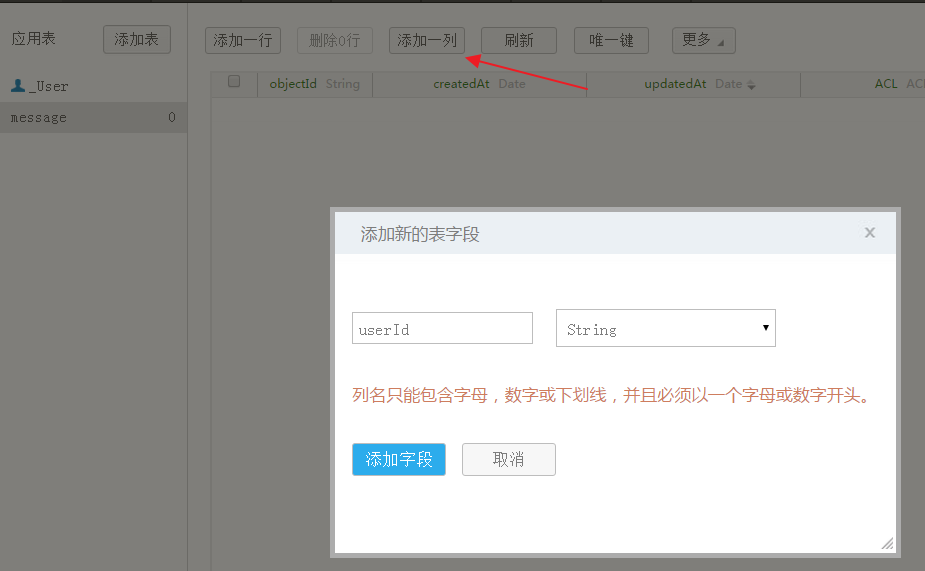 应用表 添加表
添加一行 删除0行 添加一列 刷新 唯一键 更多
_User
message 0
objectId String createdAt Date updatedAt Date ACL AC
添加新的表字段 x
userId String
列名只能包含字母，数字或下划线，并且必须以一个字母或数字开头。
添加字段 取消